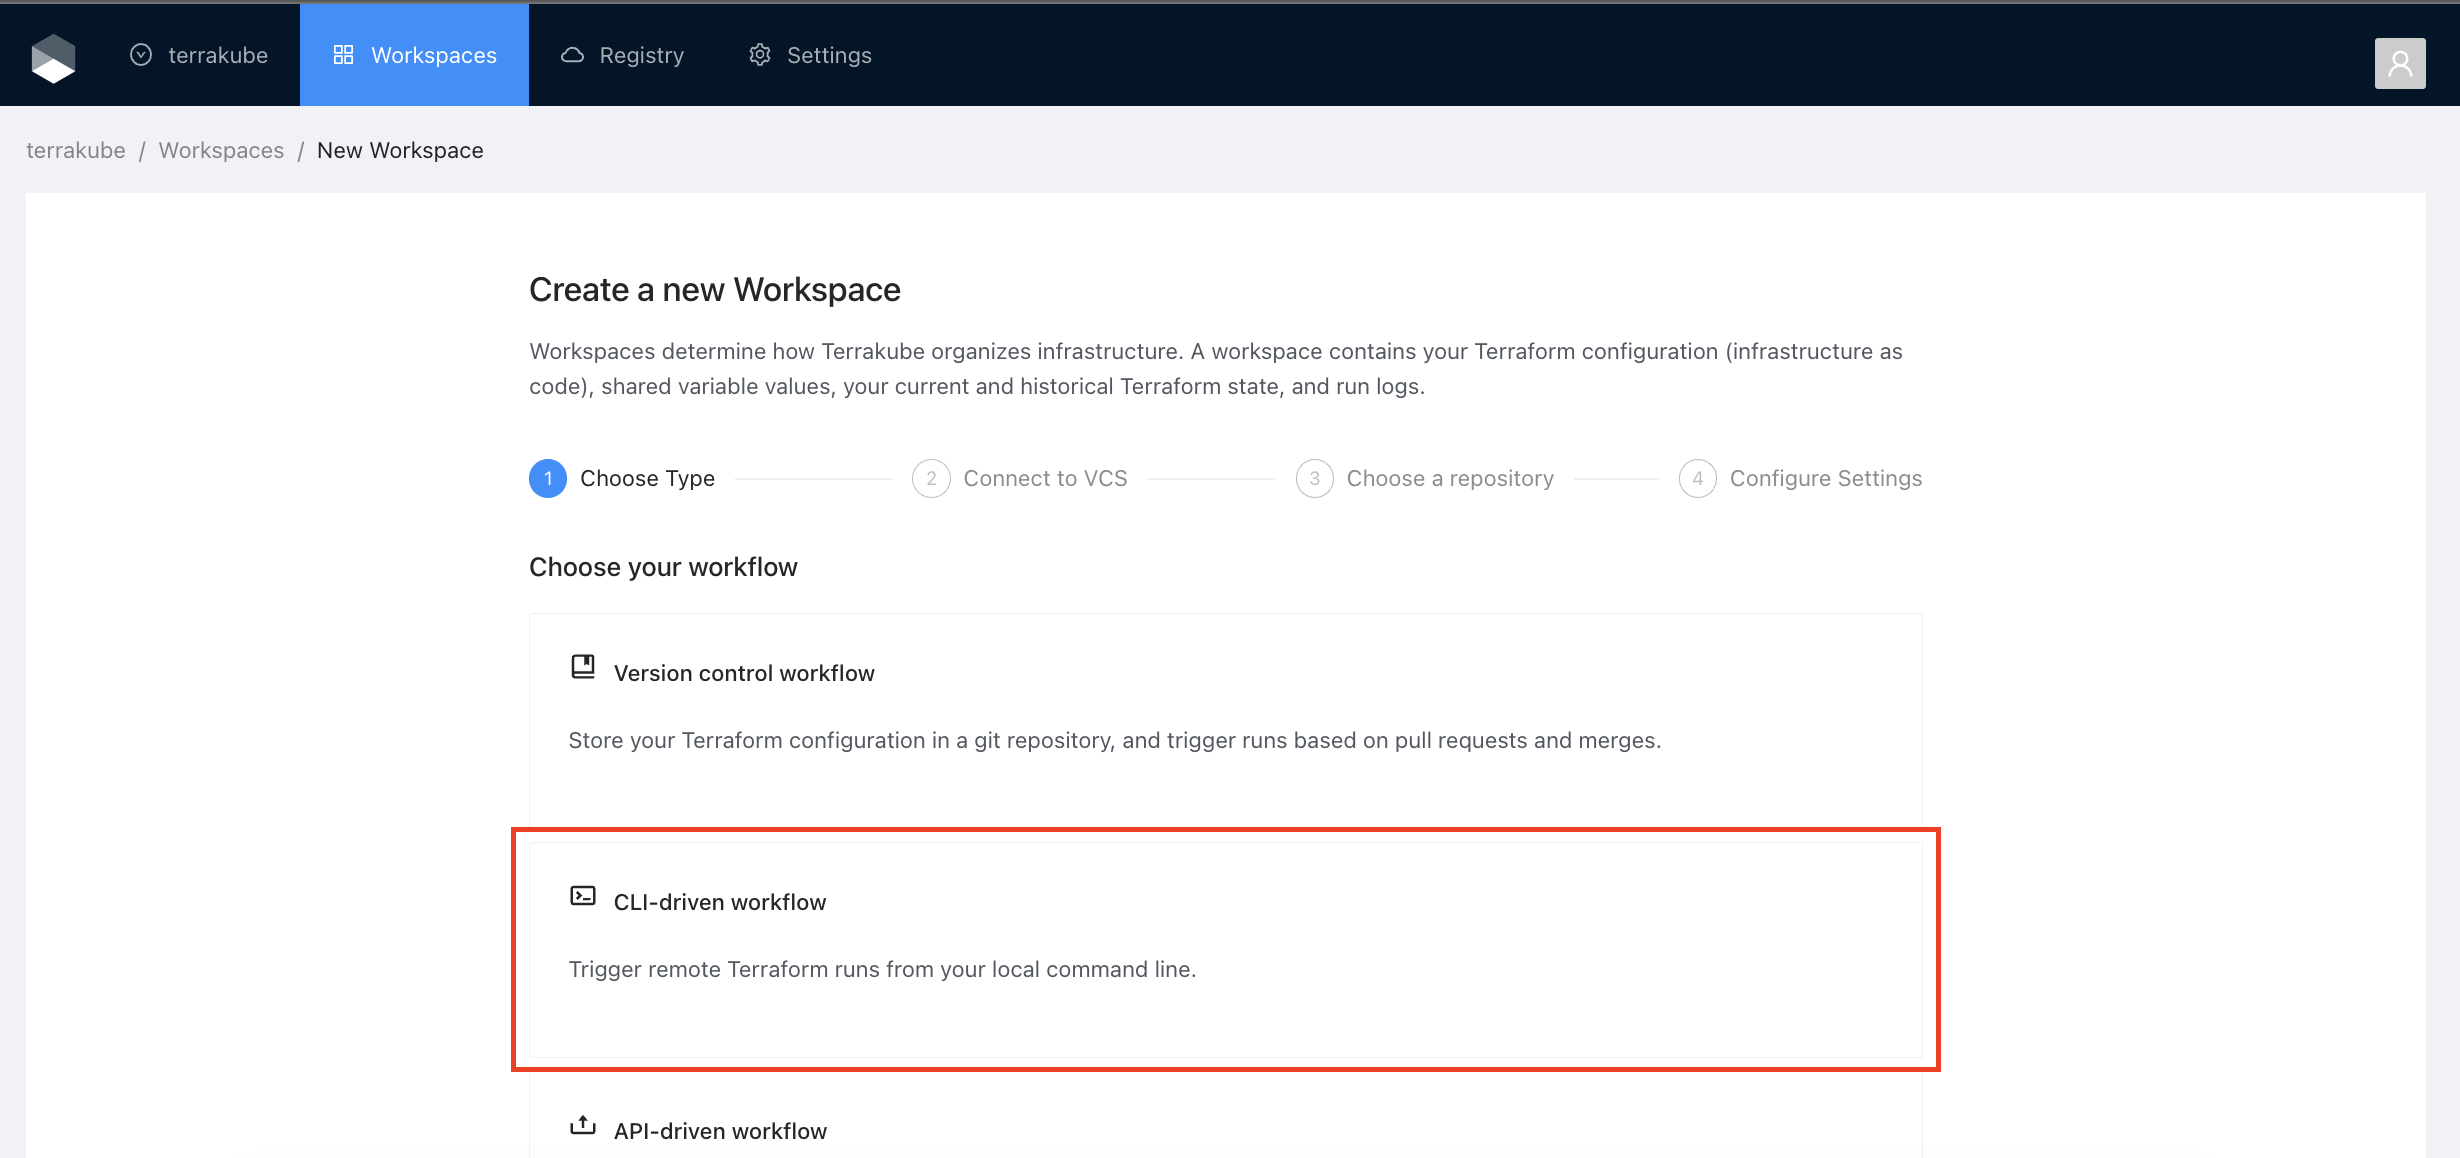 terrakube Workspaces Registry Settings
terrakube / Workspaces / New Workspace
Create a new Workspace
Workspaces determine how Terrakube organizes infrastructure. A workspace contains your Terraform configuration (infrastructure as
code), shared variable values, your current and historical Terraform state, and run logs.
1 Choose Type 2 Connect to VCS 3 Choose a repository 4 Configure Settings
Choose your workflow
Version control workflow
Store your Terraform configuration in a git repository, and trigger runs based on pull requests and merges.
CLI-driven workflow
Trigger remote Terraform runs from your local command line.
API-driven workflow